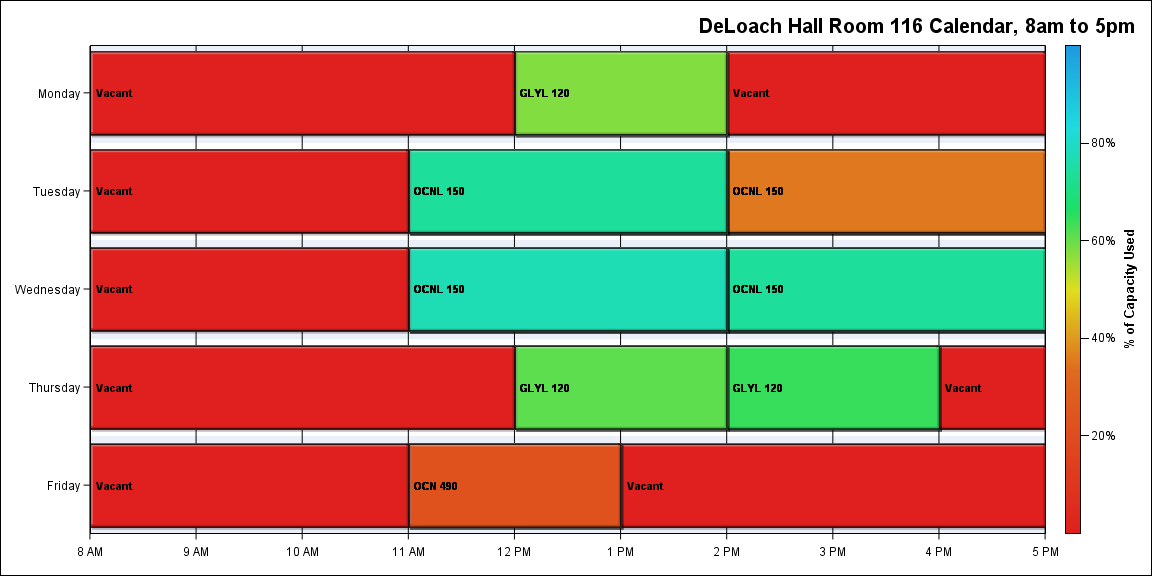 DeLoach Hall Room 116 Calendar, 8am to 5pm
Monday
Vacant
GLYL 120
Vacant
Tuesday
Vacant
OCNL 150
OCNL 150
Wednesday
Vacant
OCNL 150
OCNL 150
Thursday
Vacant
GLYL 120
GLYL 120
Vacant
Friday
Vacant
OCN 490
Vacant
8 AM
9 AM
10 AM
11 AM
12 PM
1 PM
2 PM
3 PM
4 PM
5 PM
80%
60%
40%
20%
% of Capacity Used